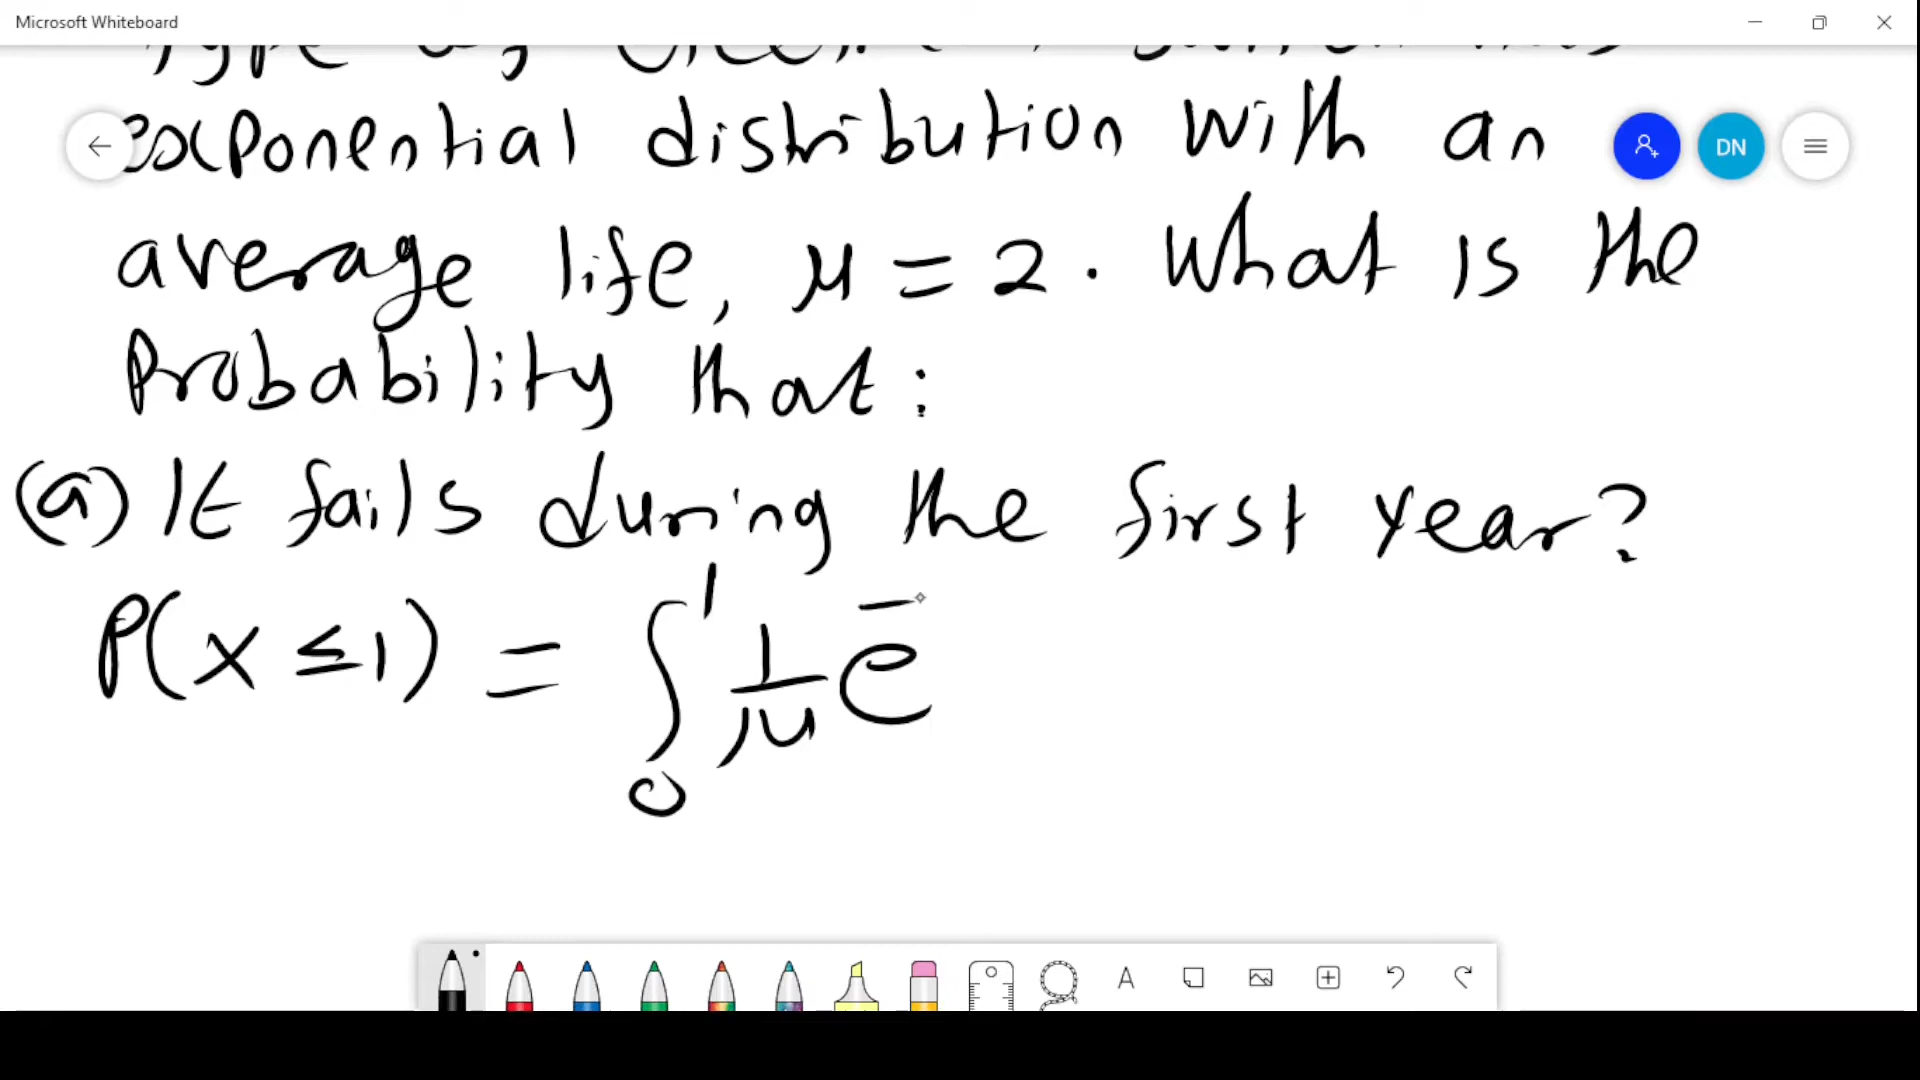 Microsoft Whiteboard
exponential distribution with an
DN
average life, μ = 2. What is the
Probability that:
(a) It fails during the first year?
P(x ≤ 1) = ∫₀¹ 1/μ e⁻
A